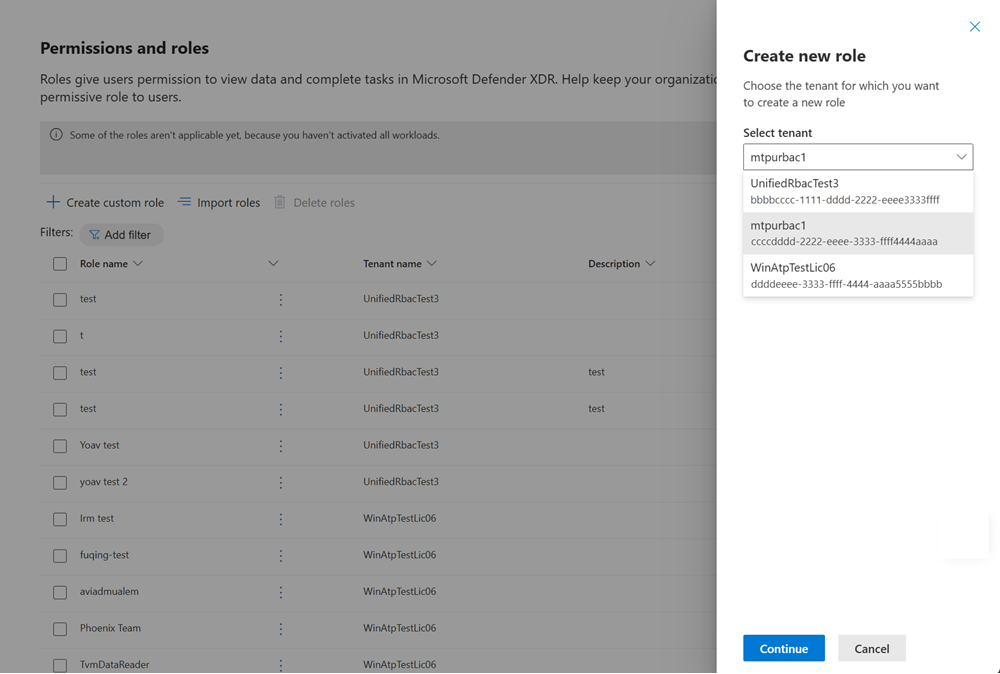 Permissions and roles
Roles give users permission to view data and complete tasks in Microsoft Defender XDR. Help keep your organizatio
permissive role to users.
Some of the roles aren't applicable yet, because you haven't activated all workloads.
Create custom role Import roles Delete roles
Filters: Add filter
Role name Tenant name Description
test UnifiedRbacTest3
t UnifiedRbacTest3
test UnifiedRbacTest3 test
test UnifiedRbacTest3 test
Yoav test UnifiedRbacTest3
yoav test 2 UnifiedRbacTest3
Irm test WinAtpTestLic06
fuqing-test WinAtpTestLic06
aviadmualem WinAtpTestLic06
Phoenix Team WinAtpTestLic06
TvmDataReader WinAtpTestLic06
Create new role
Choose the tenant for which you want
to create a new role
Select tenant
mtpurbac1
UnifiedRbacTest3
bbbbcccc-1111-dddd-2222-eeee3333ffff
mtpurbac1
ccccdddd-2222-eeee-3333-ffff4444aaaa
WinAtpTestLic06
ddddeeee-3333-ffff-4444-aaaa5555bbbb
Continue Cancel